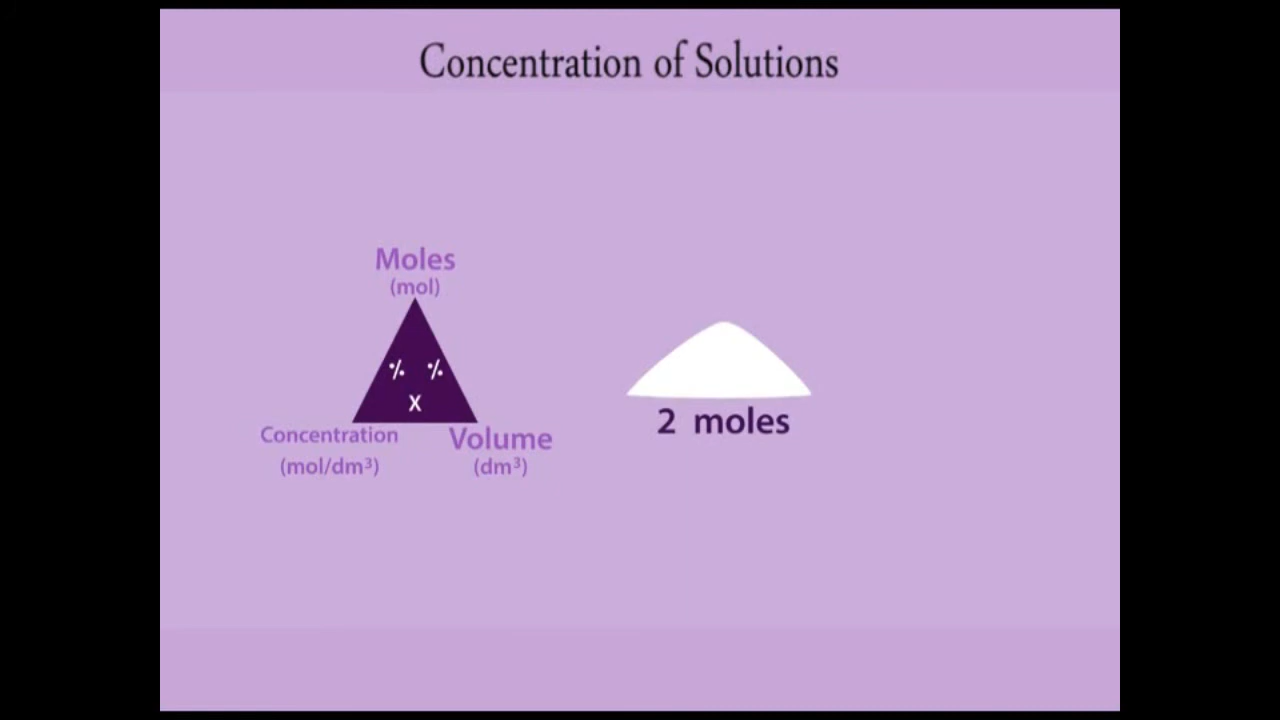 Concentration of Solutions
Moles
(mol)
% %
X
Concentration
(mol/dm³)
Volume
(dm³)
2 moles